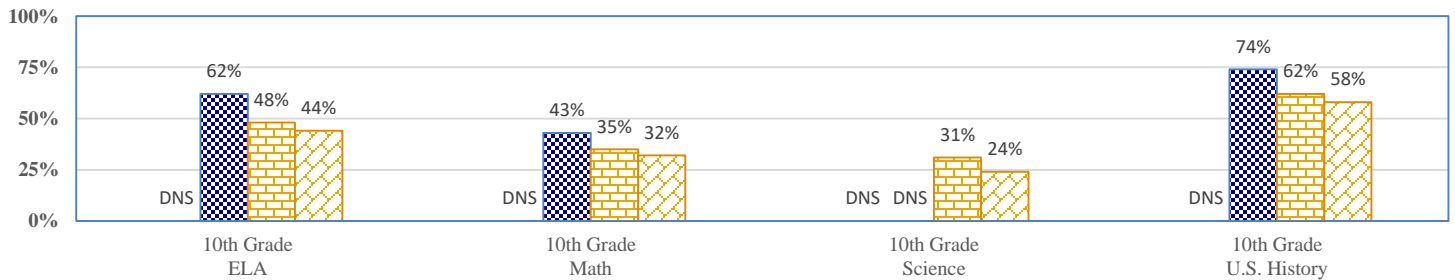 100%
75%
50%
25%
0%
DNS
62%
48%
44%
DNS
43%
35%
32%
DNS
DNS
31%
24%
DNS
74%
62%
58%
10th Grade
ELA
10th Grade
Math
10th Grade
Science
10th Grade
U.S. History